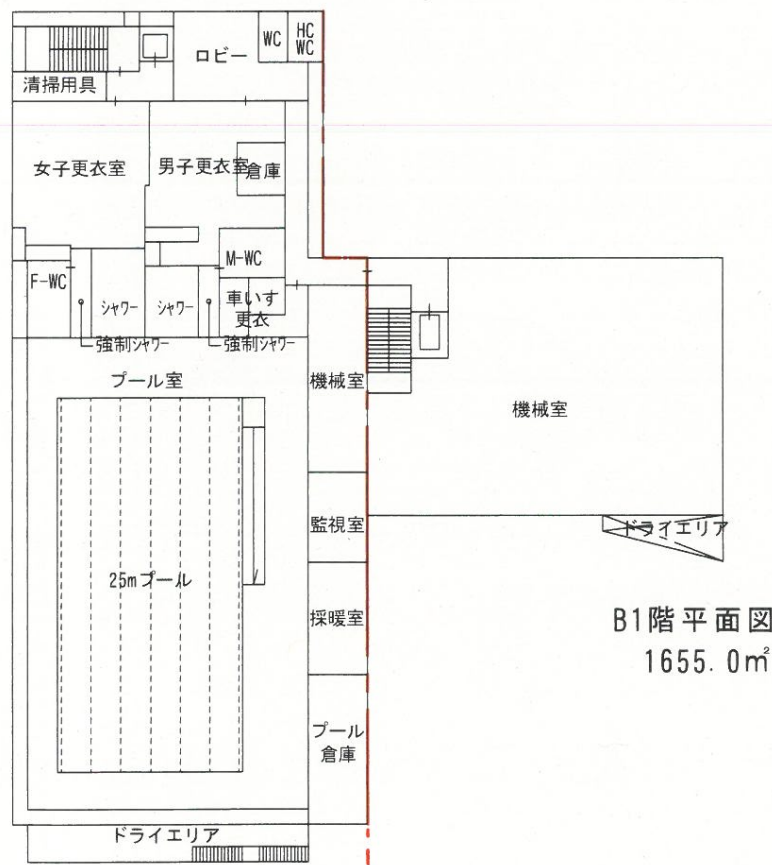 WC
HC
WC
ロビー
清掃用具
女子更衣室
男子更衣室
倉庫
F-WC
M-WC
シャワー
シャワー
車いす
更衣
強制シャワー
強制シャワー
プール室
機械室
機械室
監視室
ドライエリア
25mプール
採暖室
B1階平面図
1655.0㎡
プール
倉庫
ドライエリア